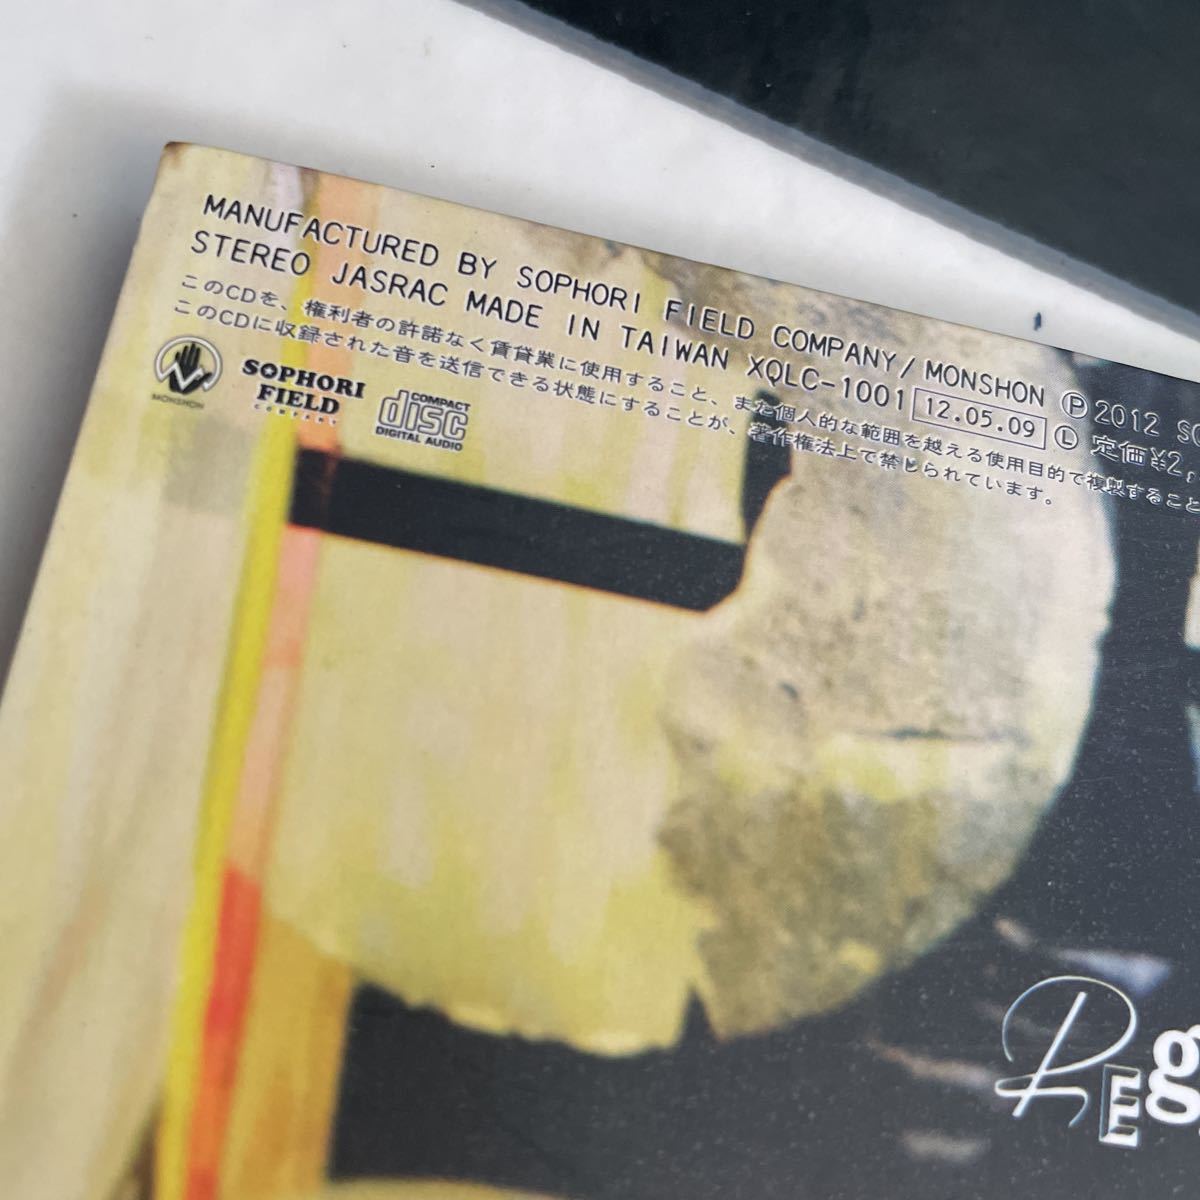 MANUFACTURED BY SOPHORI FIELD COMPANY/MONSHON Ⓟ2012
STEREO JASRAC MADE IN TAIWAN XQLC-1001 12.05.09 Ⓛ 定価¥2,
このCDを、権利者の許諾なく賃貸業に使用すること、また個人的な範囲を越える使用目的で複製すること
このCDに収録された音を送信できる状態にすることが、著作権法上で禁じられています。
MONSHON
SOPHORI
FIELD
COMPANY
COMPACT
disc
DIGITAL AUDIO
REg